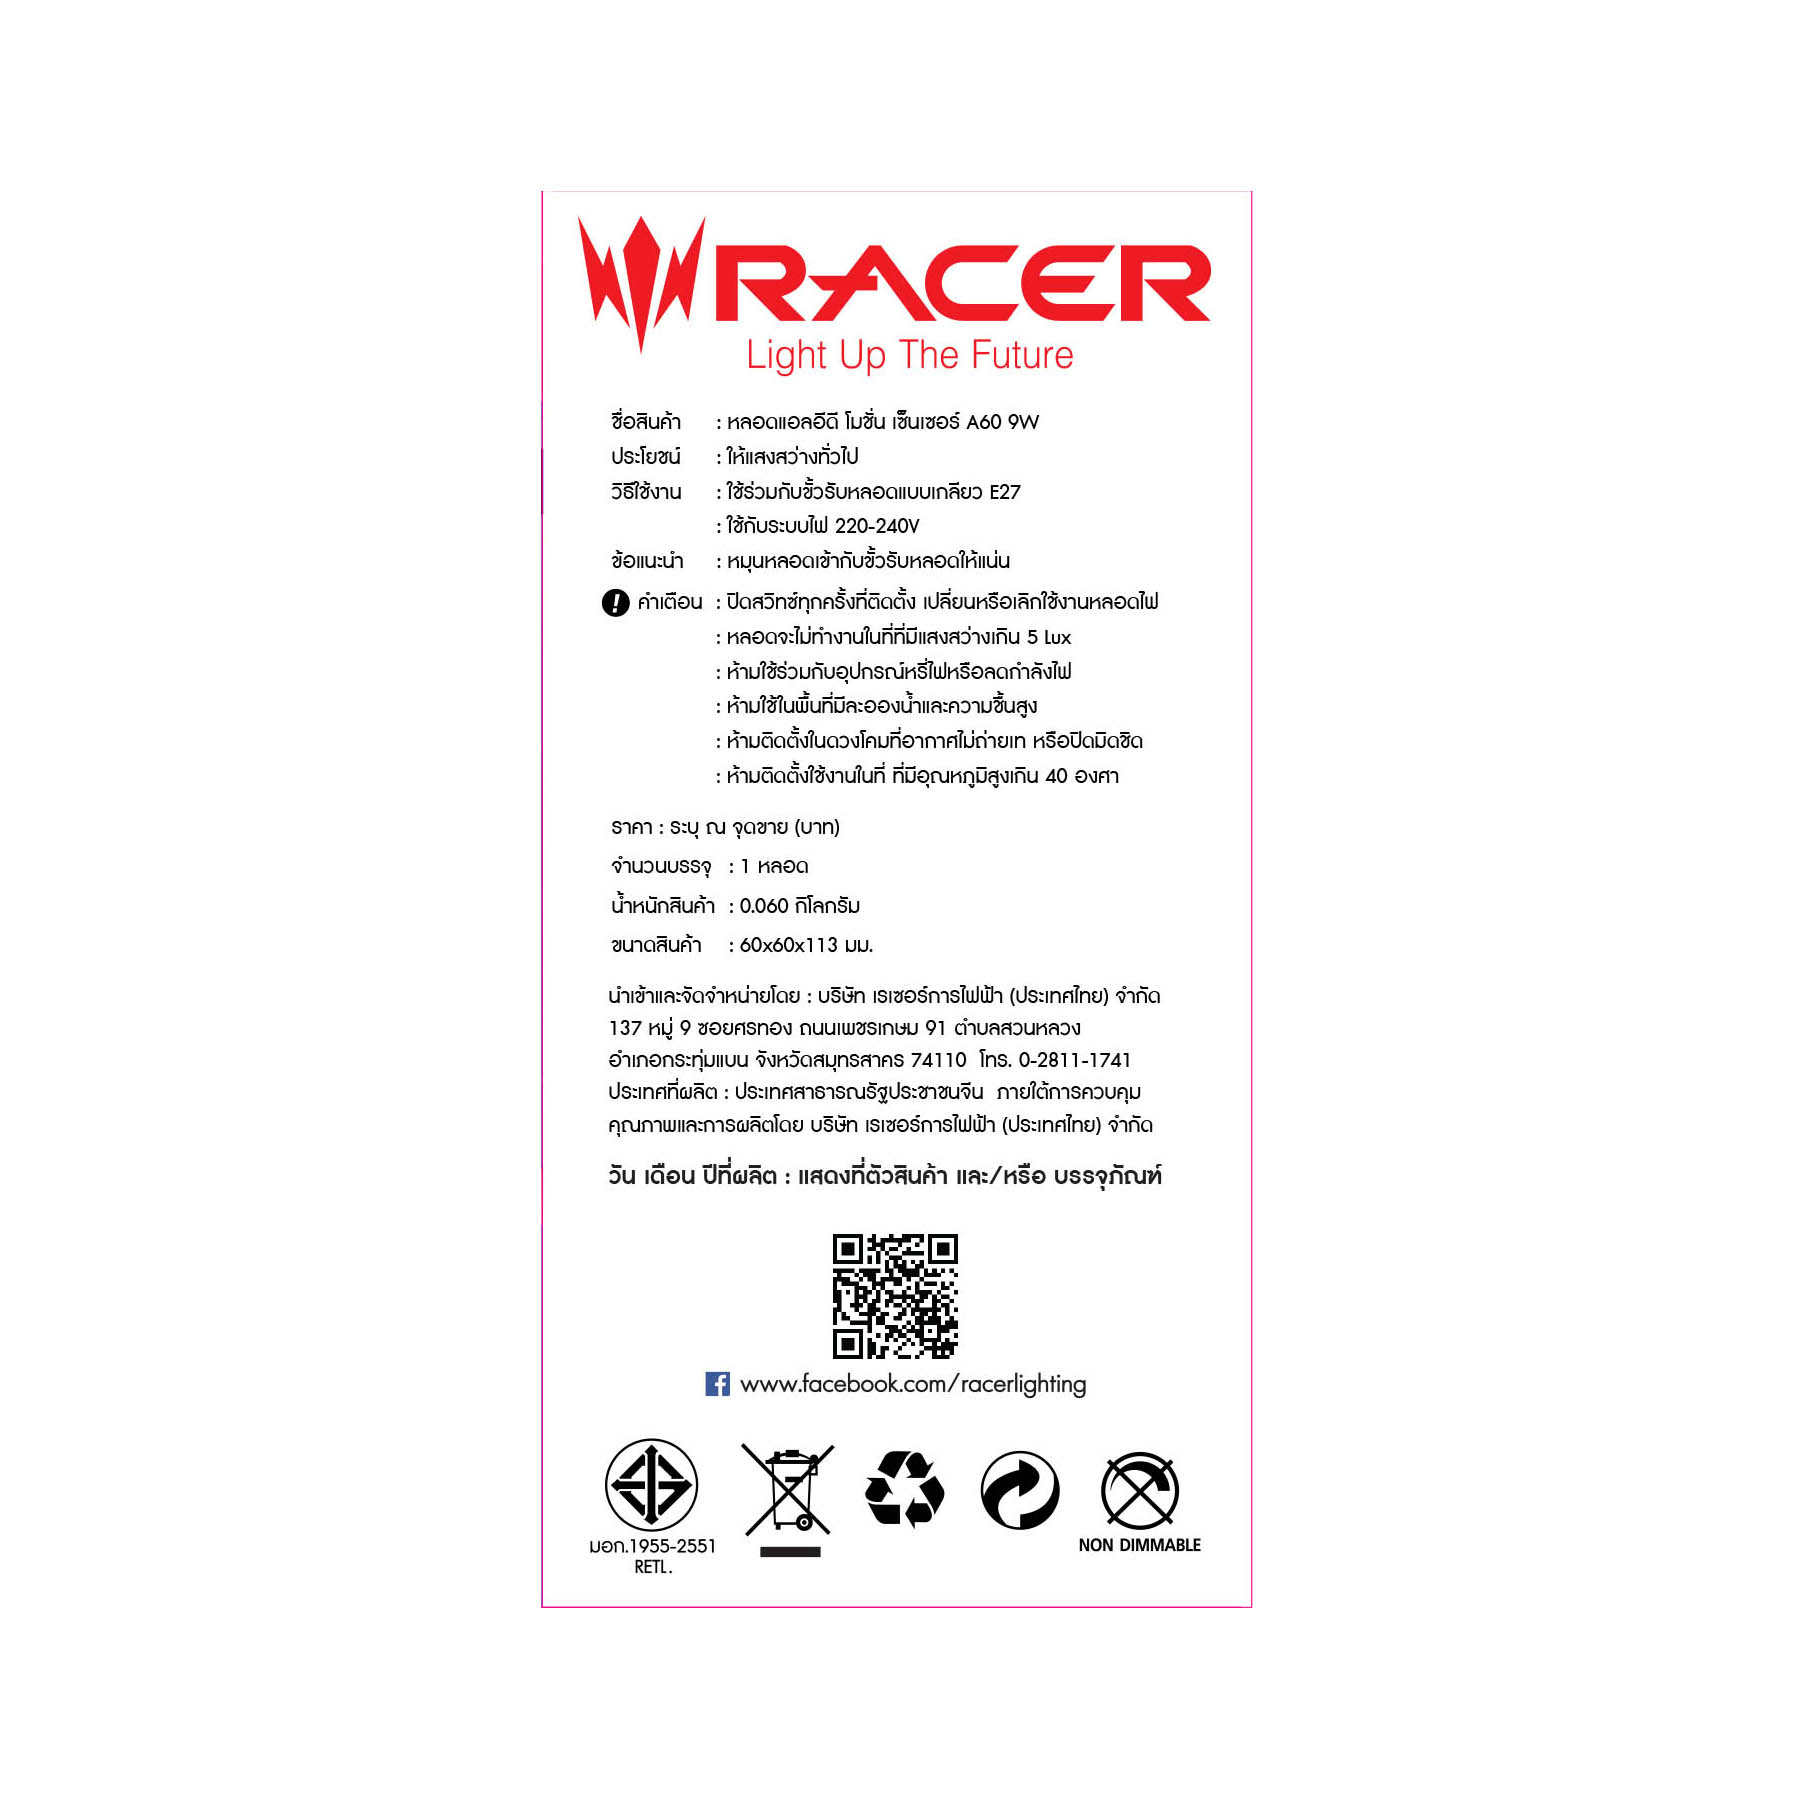 RACER
Light Up The Future
ชื่อสินค้า : หลอดแอลอีดี โมชั่น เซ็นเซอร์ A60 9W
ประโยชน์ : ให้แสงสว่างทั่วไป
วิธีใช้งาน : ใช้ร่วมกับขั้วรับหลอดแบบเกลียว E27
: ใช้กับระบบไฟ 220-240V
ข้อแนะนำ : หมุนหลอดเข้ากับขั้วรับหลอดให้แน่น
! คำเตือน : ปิดสวิทซ์ทุกครั้งที่ติดตั้ง เปลี่ยนหรือเลิกใช้งานหลอดไฟ
: หลอดจะไม่ทำงานในที่ที่มีแสงสว่างเกิน 5 Lux
: ห้ามใช้ร่วมกับอุปกรณ์หรี่ไฟหรือลดกำลังไฟ
: ห้ามใช้ในพื้นที่มีละอองน้ำและความชื้นสูง
: ห้ามติดตั้งในดวงโคมที่อากาศไม่ถ่ายเท หรือปิดมิดชิด
: ห้ามติดตั้งใช้งานในที่ ที่มีอุณหภูมิสูงเกิน 40 องศา
ราคา : ระบุ ณ จุดขาย (บาท)
จำนวนบรรจุ : 1 หลอด
น้ำหนักสินค้า : 0.060 กิโลกรัม
ขนาดสินค้า : 60x60x113 มม.
นำเข้าและจัดจำหน่ายโดย : บริษัท เรเซอร์การไฟฟ้า (ประเทศไทย) จำกัด
137 หมู่ 9 ซอยศรทอง ถนนเพชรเกษม 91 ตำบลสวนหลวง
อำเภอกระทุ่มแบน จังหวัดสมุทรสาคร 74110 โทร. 0-2811-1741
ประเทศที่ผลิต : ประเทศสาธารณรัฐประชาชนจีน ภายใต้การควบคุม
คุณภาพและการผลิตโดย บริษัท เรเซอร์การไฟฟ้า (ประเทศไทย) จำกัด
วัน เดือน ปีที่ผลิต : แสดงที่ตัวสินค้า และ/หรือ บรรจุภัณฑ์
www.facebook.com/racerlighting
มอก.1955-2551
RETL.
NON DIMMABLE